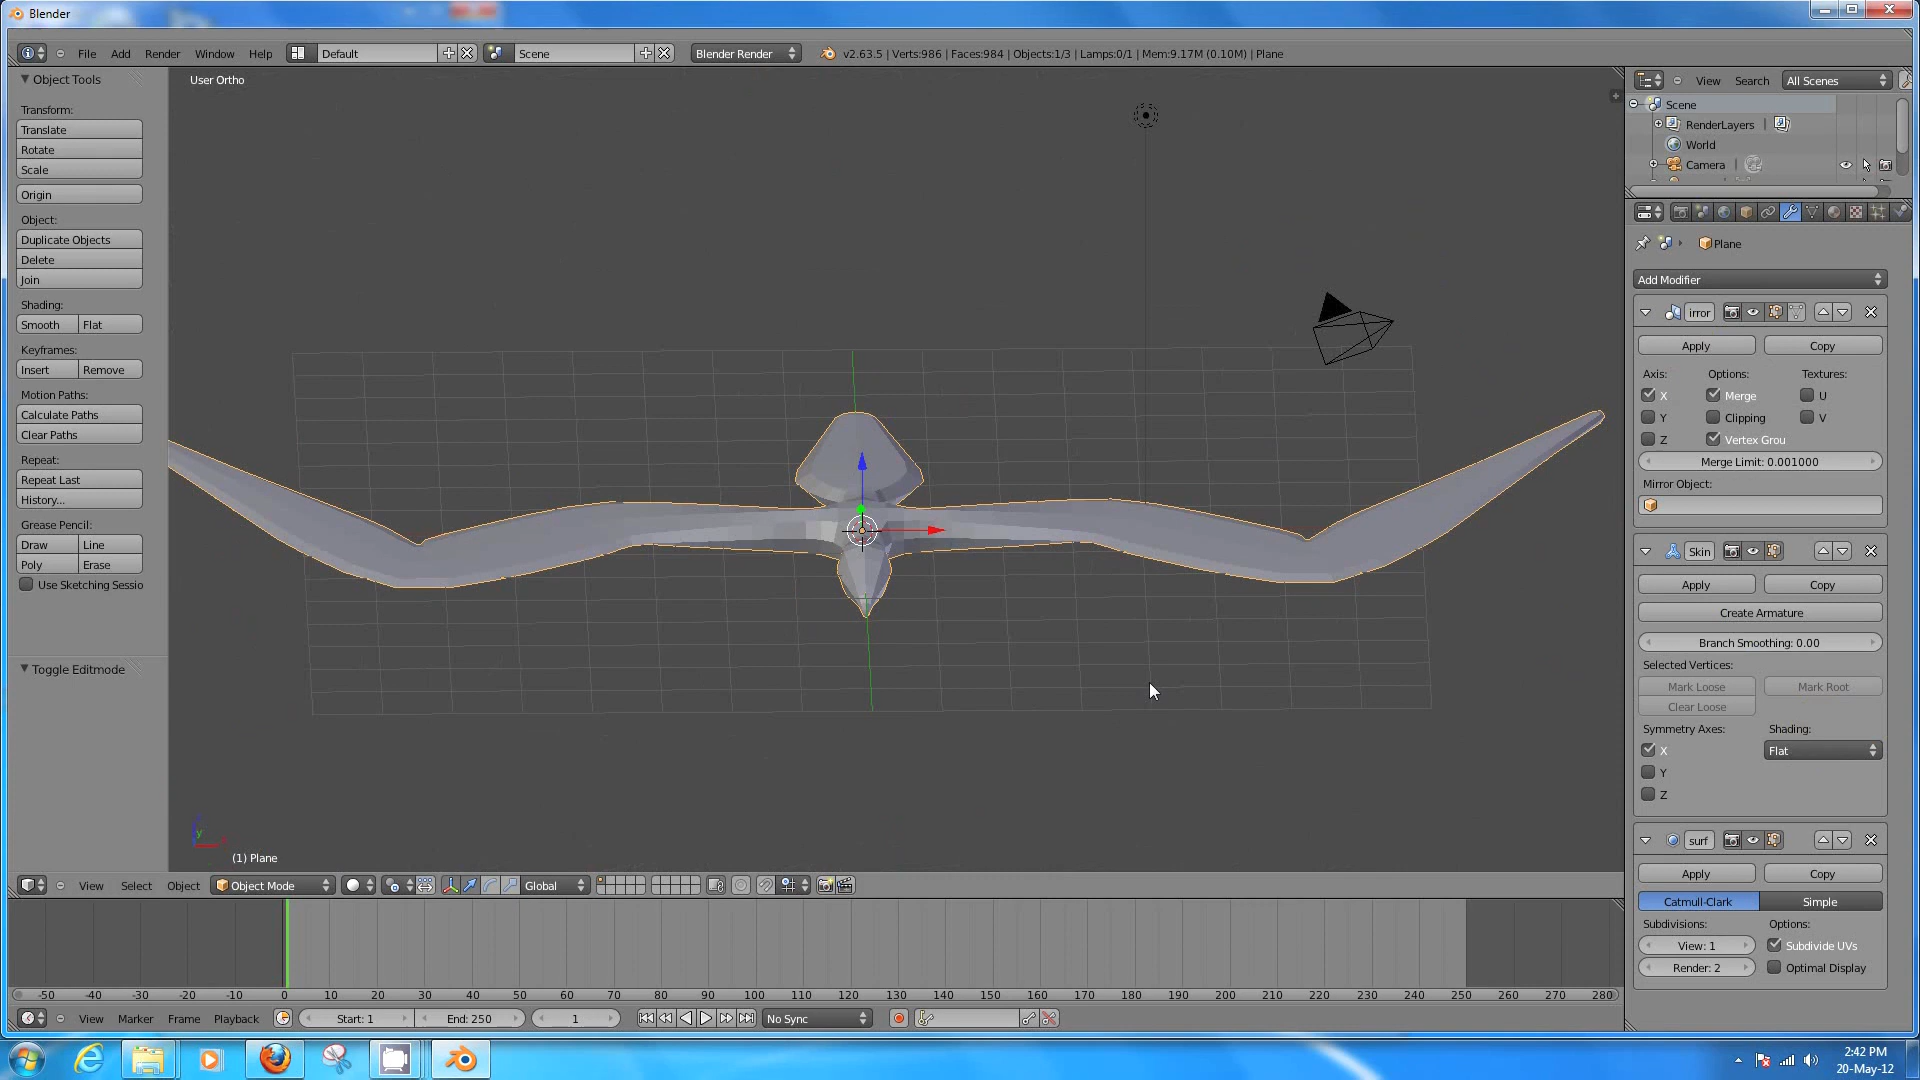 Blender
File Add Render Window Help Default Scene Blender Render v2.63.5 | Verts:986 | Faces:984 | Objects:1/3 | Lamps:0/1 | Mem:9.17M (0.10M) | Plane
Object Tools
Transform:
Translate
Rotate
Scale
Origin
Object:
Duplicate Objects
Delete
Join
Shading:
Smooth Flat
Keyframes:
Insert Remove
Motion Paths:
Calculate Paths
Clear Paths
Repeat:
Repeat Last
History...
Grease Pencil:
Draw Line
Poly Erase
Use Sketching Sessio
Toggle Editmode
User Ortho
y
(1) Plane
View Search All Scenes
Scene
RenderLayers |
World
Camera |
Plane
Add Modifier
irror
Apply Copy
Axis: Options: Textures:
X Merge U
Y Clipping V
Z Vertex Grou
Merge Limit: 0.001000
Mirror Object:
Skin
Apply Copy
Create Armature
Branch Smoothing: 0.00
Selected Vertices:
Mark Loose Mark Root
Clear Loose
Symmetry Axes: Shading:
X Flat
Y
Z
surf
Apply Copy
Catmull-Clark Simple
Subdivisions: Options:
View: 1 Subdivide UVs
Render: 2 Optimal Display
View Select Object Object Mode Global
-50 -40 -30 -20 -10 0 10 20 30 40 50 60 70 80 90 100 110 120 130 140 150 160 170 180 190 200 210 220 230 240 250 260 270 280
View Marker Frame Playback Start: 1 End: 250 1 No Sync
2:42 PM
20-May-12